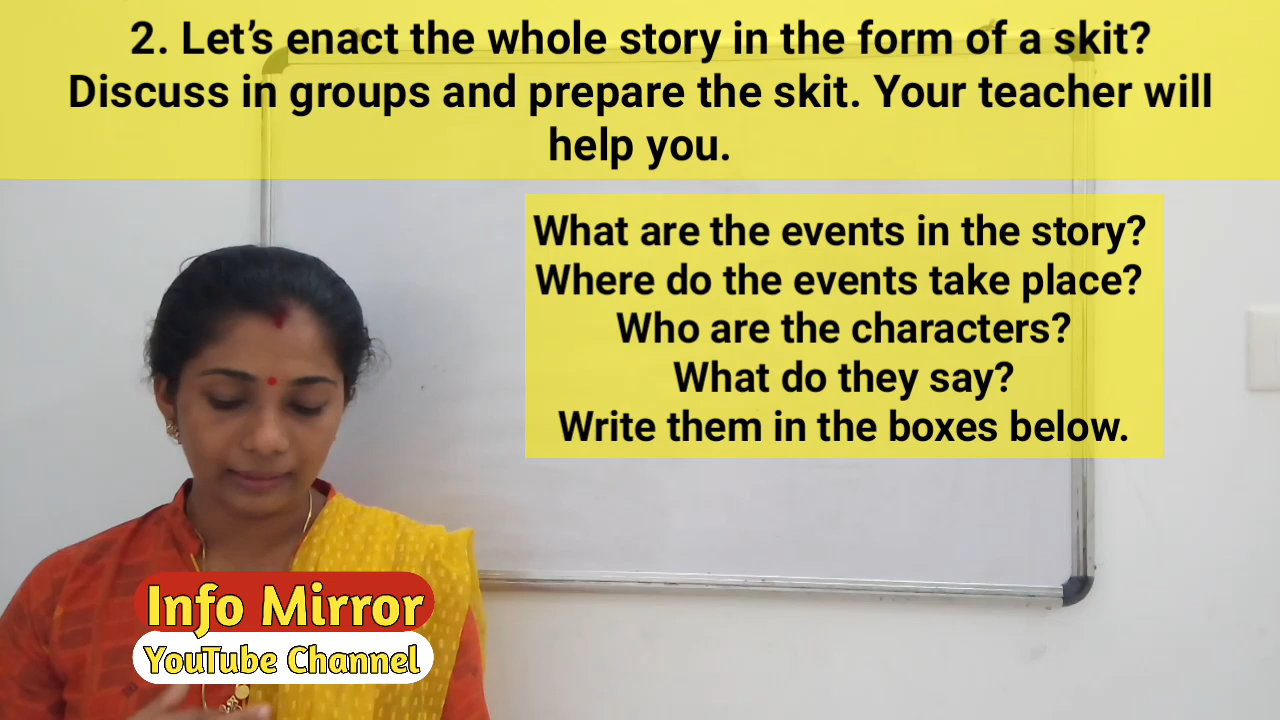 2. Let's enact the whole story in the form of a skit?
Discuss in groups and prepare the skit. Your teacher will
help you.
What are the events in the story?
Where do the events take place?
Who are the characters?
What do they say?
Write them in the boxes below.
Info Mirror
YouTube Channel